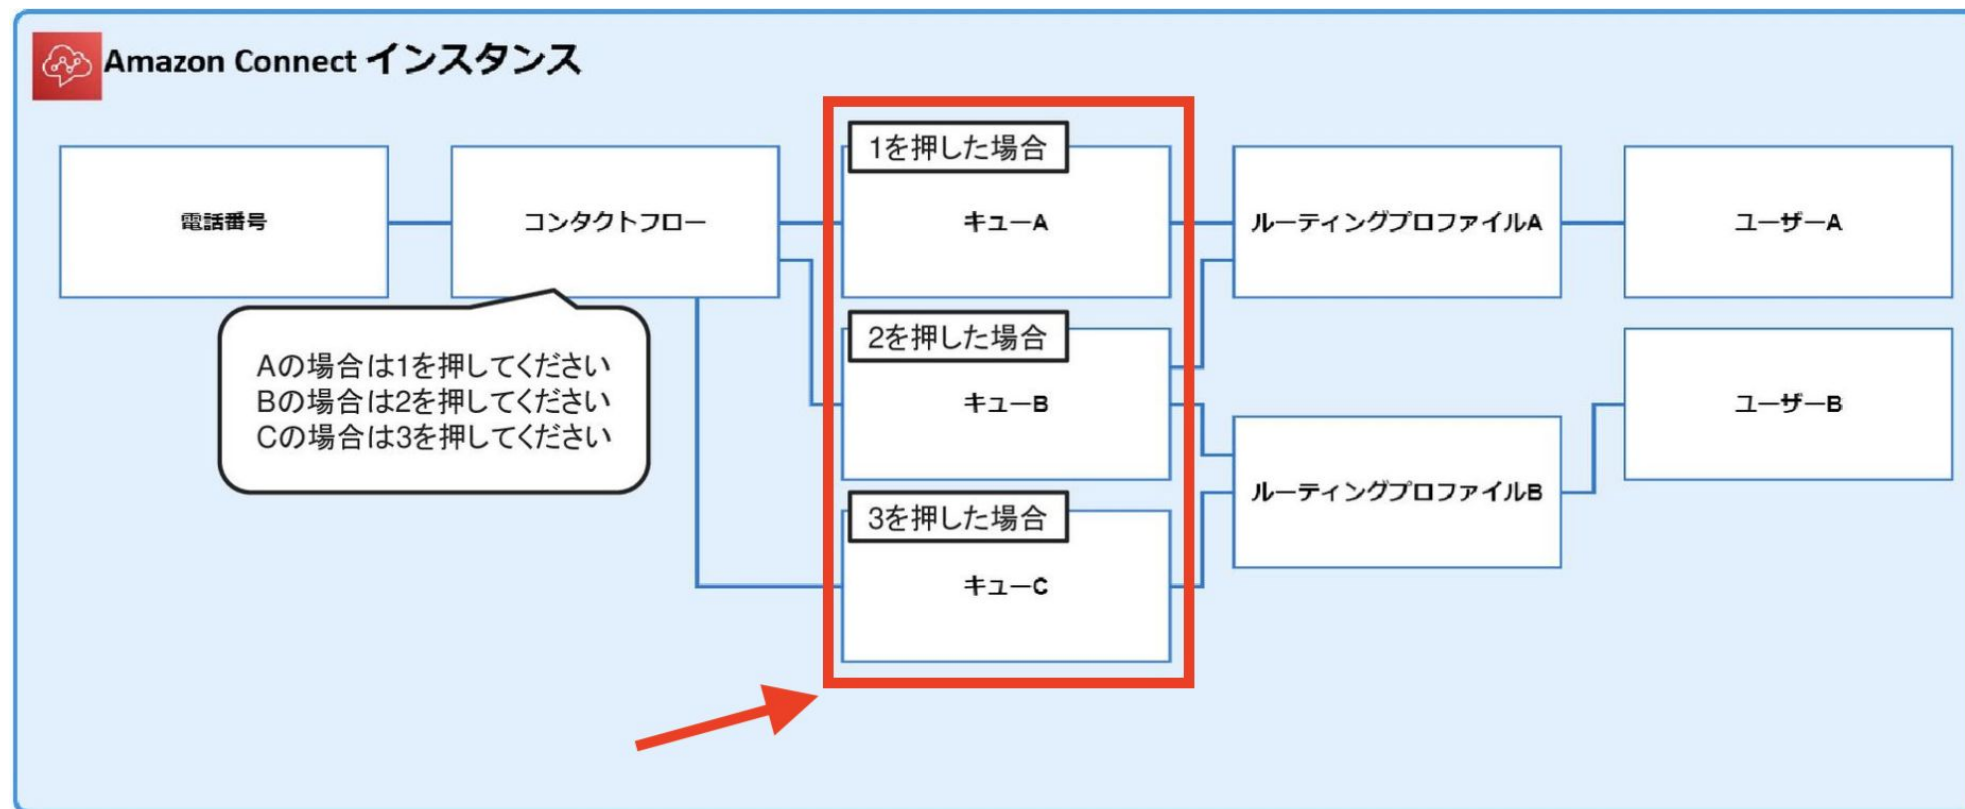 Amazon Connect インスタンス
電話番号
コンタクトフロー
Aの場合は1を押してください
Bの場合は2を押してください
Cの場合は3を押してください
1を押した場合
キューA
2を押した場合
キューB
3を押した場合
キューC
ルーティングプロファイルA
ルーティングプロファイルB
ユーザーA
ユーザーB